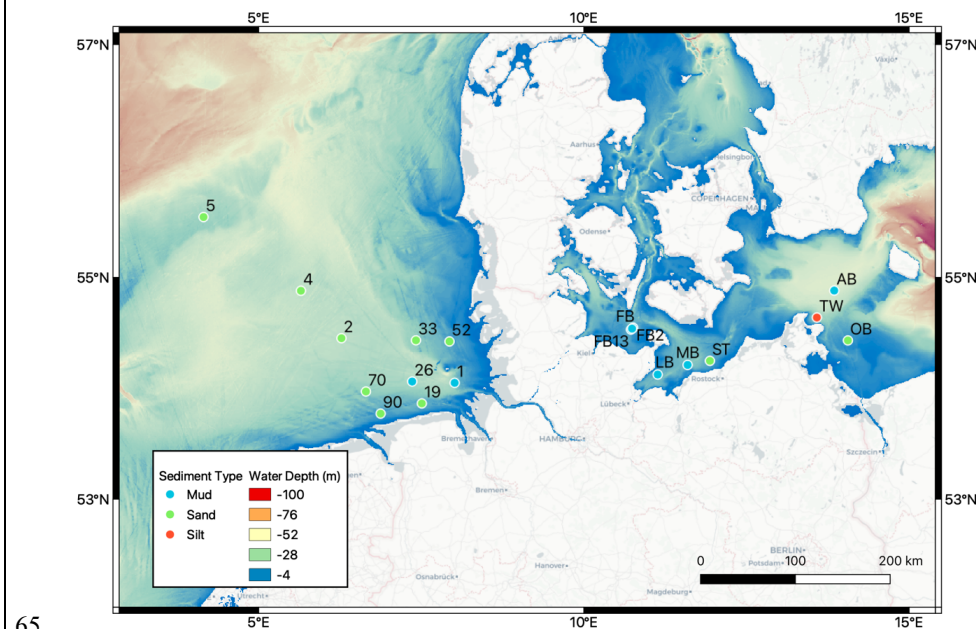 5°E 10°E 15°E
57°N 57°N
Växjö
Aarhus
Helsingborg
COPENHAGEN
5
Odense
55°N 55°N
4 AB
TW
2 33 52 FB OB
FB13 FB2
Kiel
LB MB ST
26 1
Rostock
70 19
90
Lübeck
Bremerhaven HAMBURG Szczecin
Sediment Type Water Depth (m)
Mud -100
Sand -76
Silt -52
-28
-4
53°N 53°N
Bremen
BERLIN
0 100 200 km
Hannover Potsdam
Osnabrück
Magdeburg
Utrecht
65 5°E 10°E 15°E